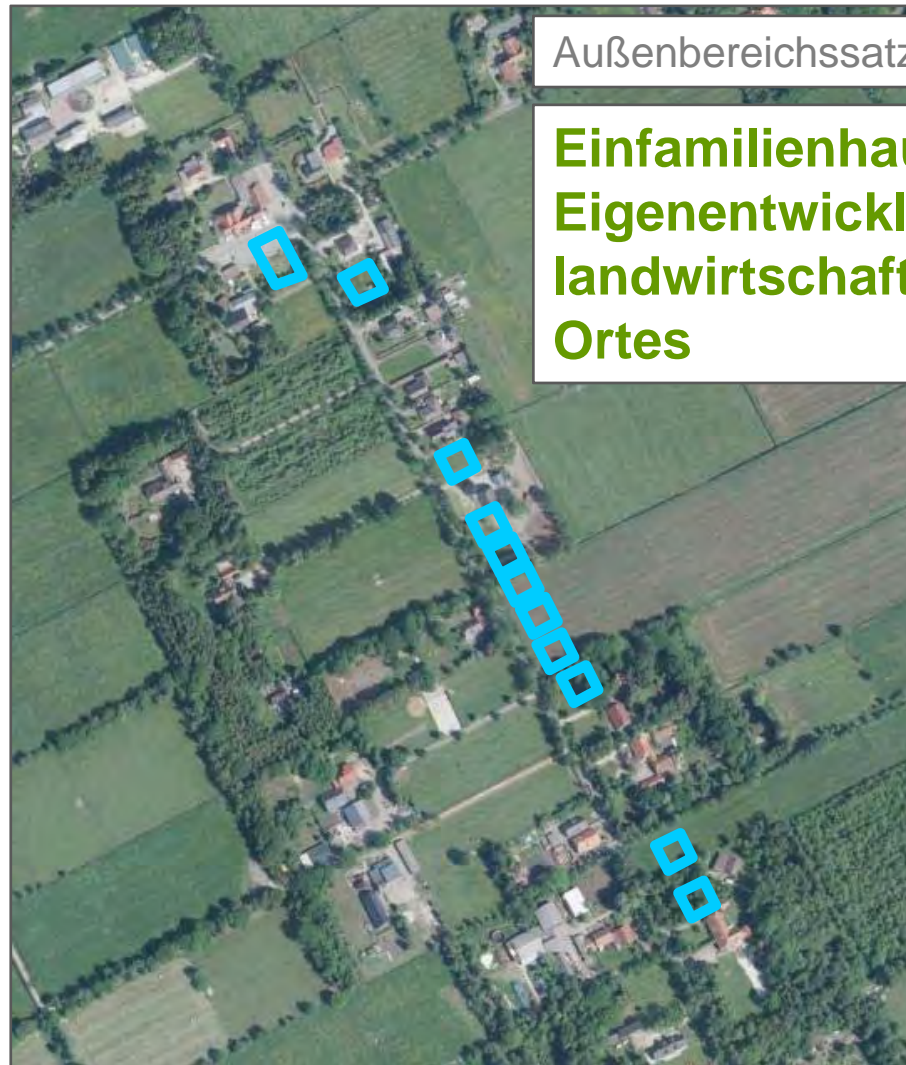 Außenbereichssatz
Einfamilienhau
Eigenentwickl
landwirtschaft
Ortes